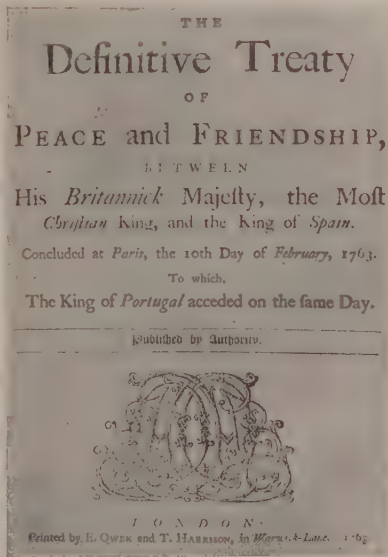 THE
Definitive Treaty
OF
PEACE and FRIENDSHIP,
BETWEEN
His Britannick Majeſty, the Moſt
Chriſtian King, and the King of Spain.
Concluded at Paris, the 10th Day of February, 1763.
To which,
The King of Portugal acceded on the ſame Day.
Publiſhed by Authority.
LONDON:
Printed by E. OWEN and T. HARRISON, in Warwick-Lane. 1763